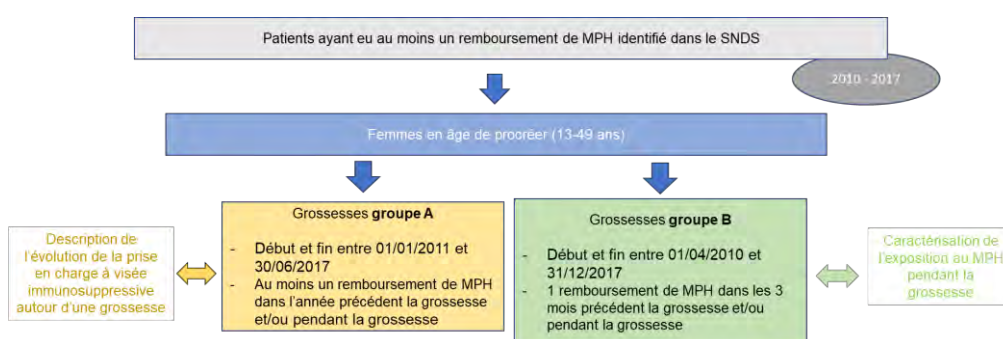 Patients ayant eu au moins un remboursement de MPH identifié dans le SNDS
2010 - 2017
Femmes en âge de procréer (13-49 ans)
Description de
l'évolution de la prise
en charge à visée
immunosuppressive
autour d'une grossesse
Grossesses groupe A
- Début et fin entre 01/01/2011 et
30/06/2017
- Au moins un remboursement de MPH
dans l'année précédent la grossesse
et/ou pendant la grossesse
Grossesses groupe B
- Début et fin entre 01/04/2010 et
31/12/2017
- 1 remboursement de MPH dans les 3
mois précédent la grossesse et/ou
pendant la grossesse
Caractérisation de
l'exposition au MPH
pendant la
grossesse